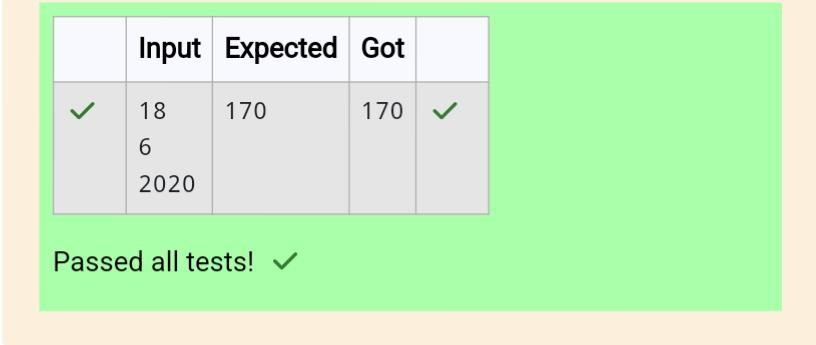 Input Expected Got
18 170 170
6
2020
Passed all tests!